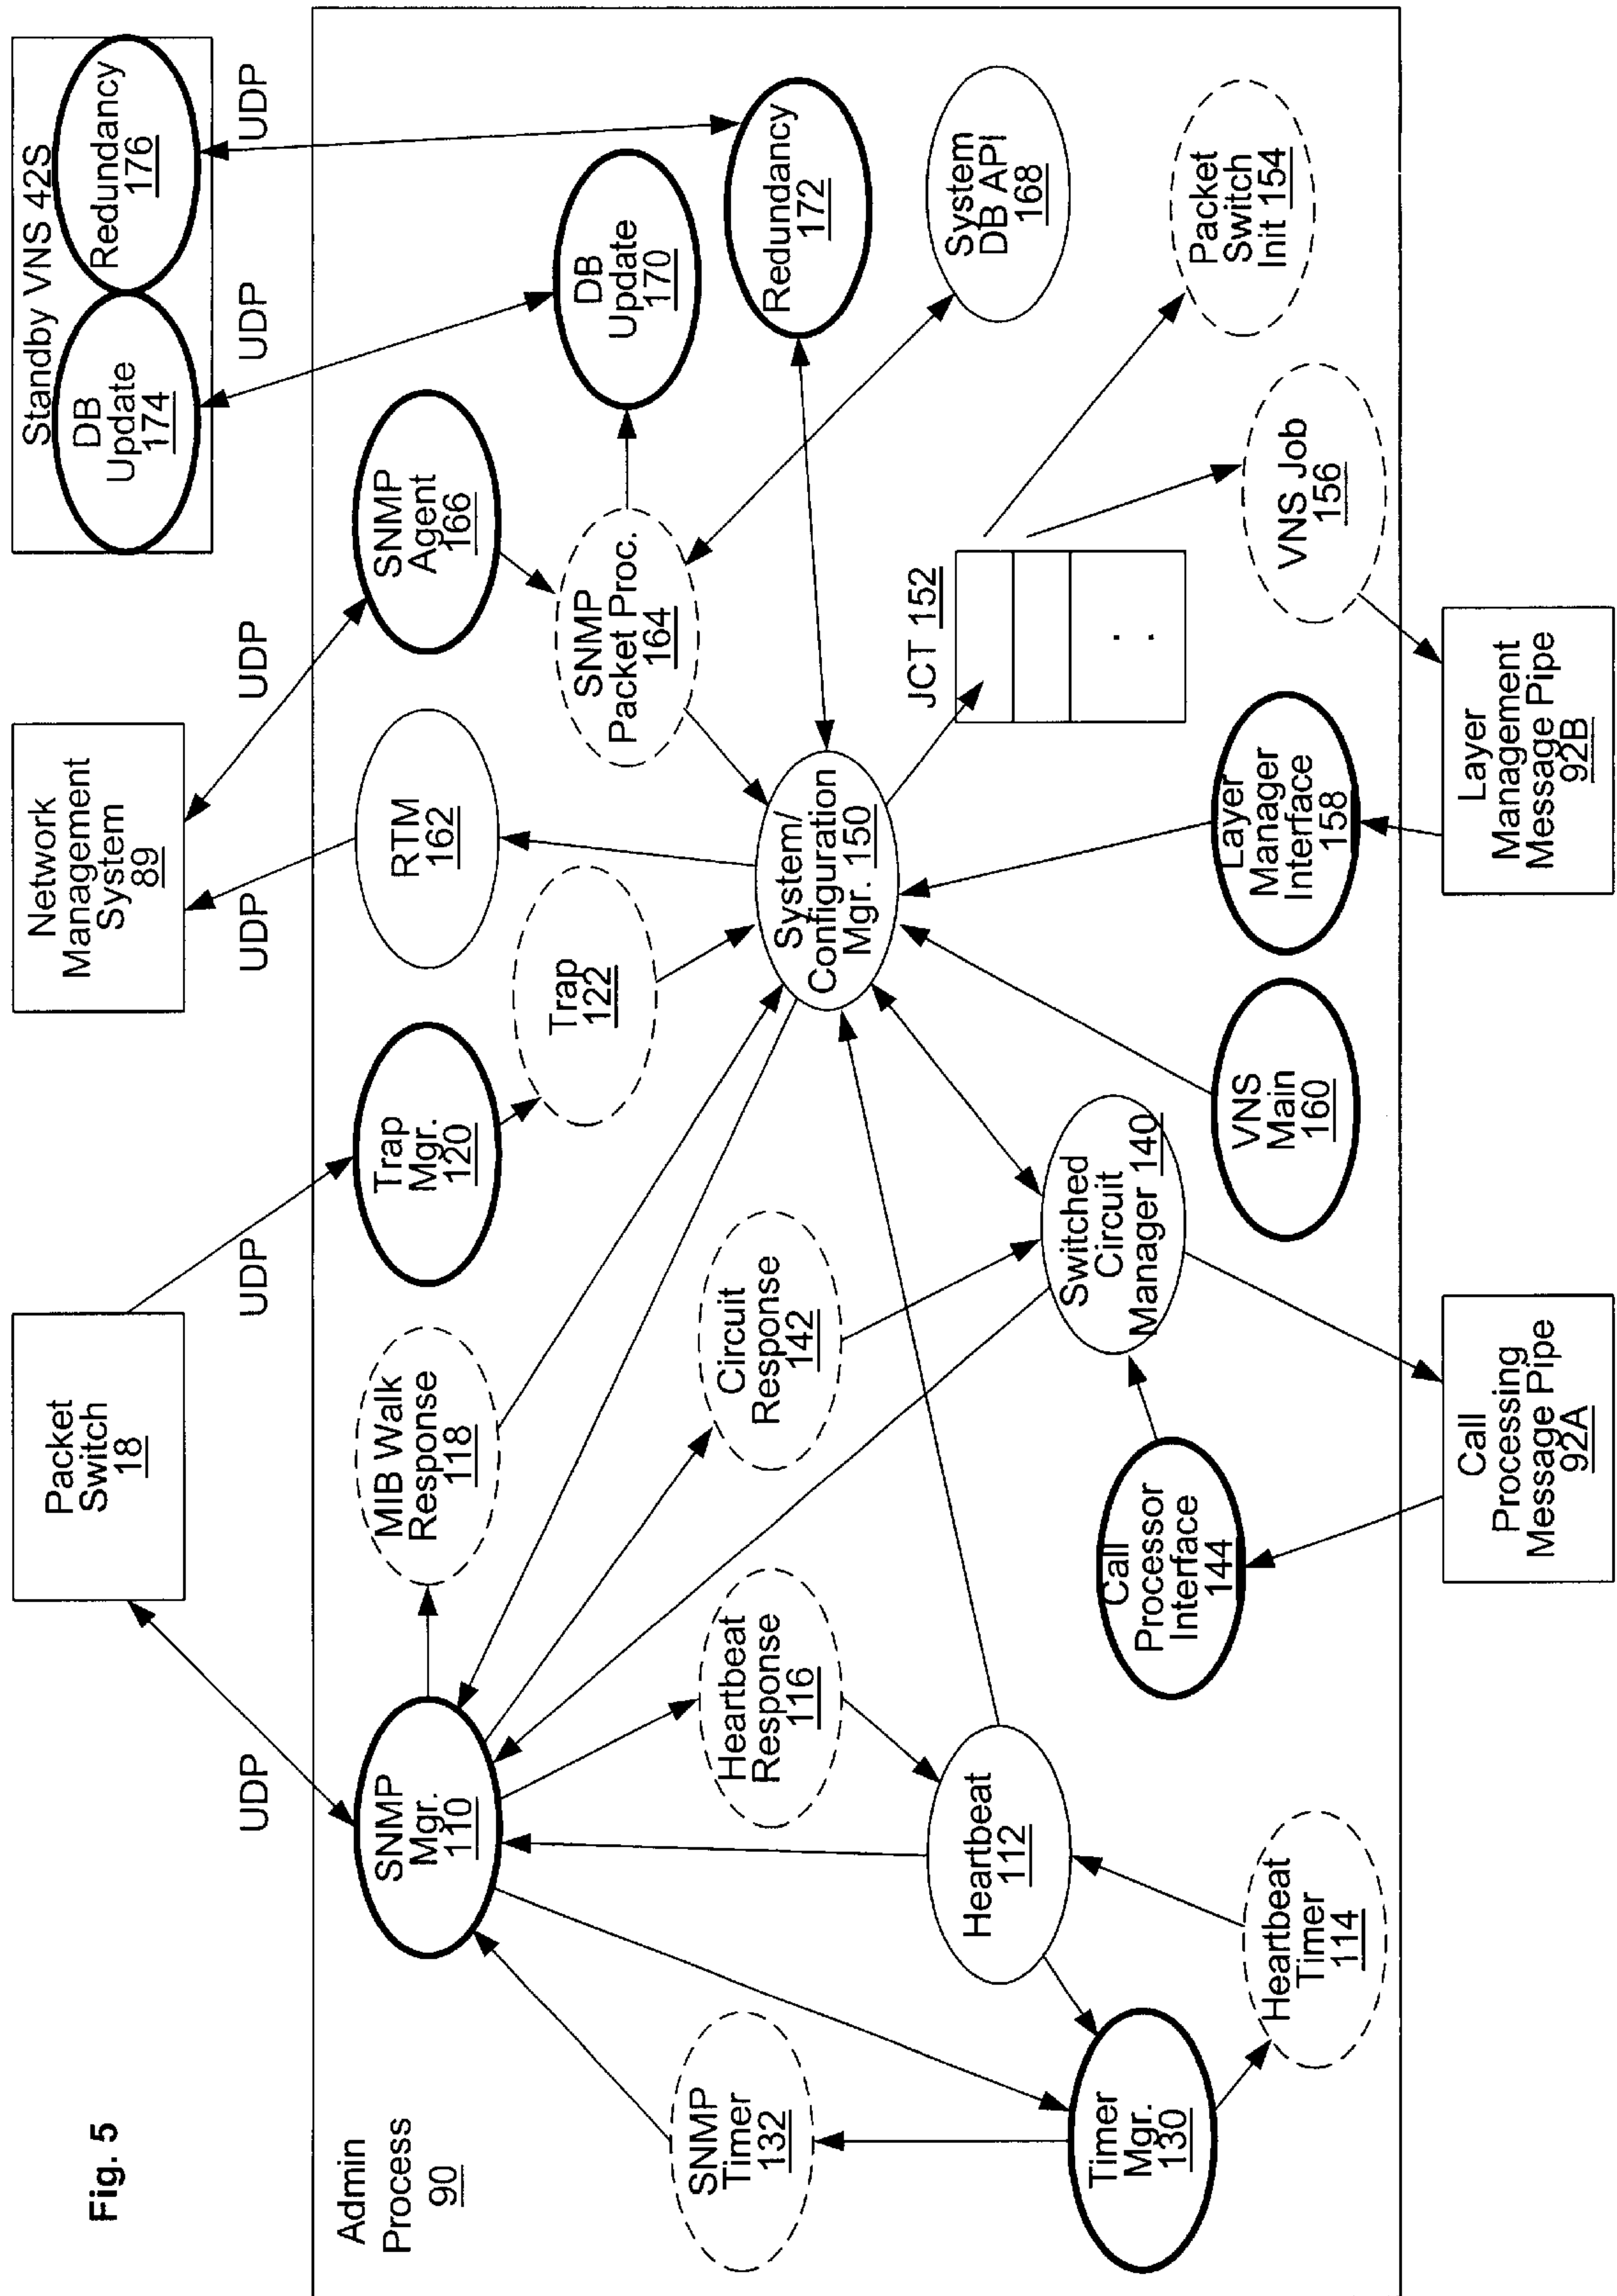 Fig. 5
Packet
Switch
18
Network
Management
System
89
Standby VNS 42S
DB
Update
174
Redundancy
176
UDP
UDP
UDP
UDP
UDP
UDP
Admin
Process
90
SNMP
Mgr.
110
MIB Walk
Response
118
Trap Mgr.
120
RTM
162
SNMP
Agent
166
Trap
122
SNMP
Packet Proc.
164
DB
Update
170
SNMP
Timer
132
Heartbeat
Response
116
Circuit
Response
142
System/
Configuration
Mgr. 150
Redundancy
172
Heartbeat
112
Switched
Circuit
Manager 140
JCT 152
.
.
System
DB API
168
Timer
Mgr.
130
Call
Processor
Interface
144
Heartbeat
Timer
114
VNS
Main
160
Layer
Manager
Interface
158
VNS Job
156
Packet
Switch
Init 154
Call
Processing
Message Pipe
92A
Layer
Management
Message Pipe
92B